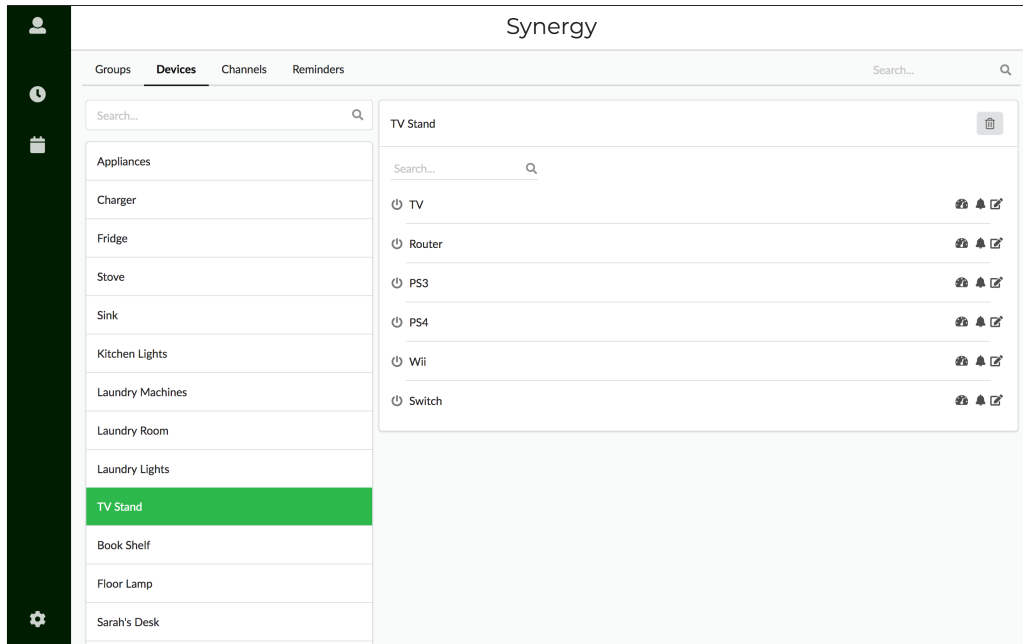 Synergy
Groups Devices Channels Reminders Search...
Search...
Appliances
Charger
Fridge
Stove
Sink
Kitchen Lights
Laundry Machines
Laundry Room
Laundry Lights
TV Stand
Book Shelf
Floor Lamp
Sarah's Desk
TV Stand
Search...
TV
Router
PS3
PS4
Wii
Switch